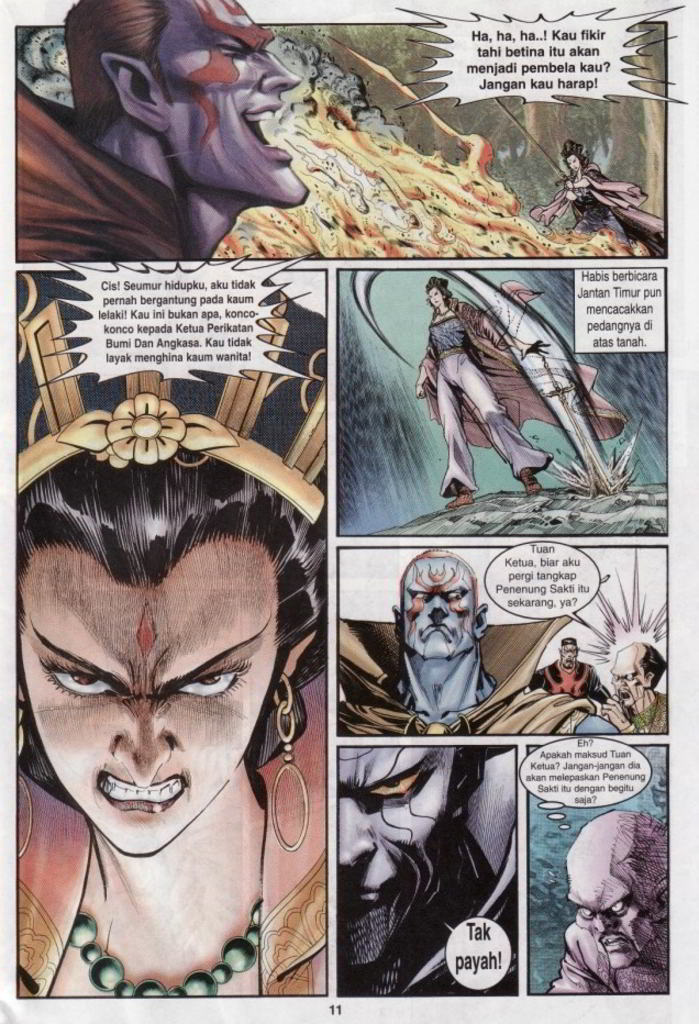 Ha, ha, ha..! Kau fikir
tahi betina itu akan
menjadi pembela kau?
Jangan kau harap!
Cis! Seumur hidupku, aku tidak
pernah bergantung pada kaum
lelaki! Kau ini bukan apa, konco-
konco kepada Ketua Perikatan
Bumi Dan Angkasa. Kau tidak
layak menghina kaum wanita!
Habis berbicara
Jantan Timur pun
mencacakkan
pedangnya di
atas tanah.
Tuan
Ketua, biar aku
pergi tangkap
Penenung Sakti itu
sekarang, ya?
Tak
payah!
Eh?
Apakah maksud Tuan
Ketua? Jangan-jangan dia
akan melepaskan Penenung
Sakti itu dengan begitu
saja?
11